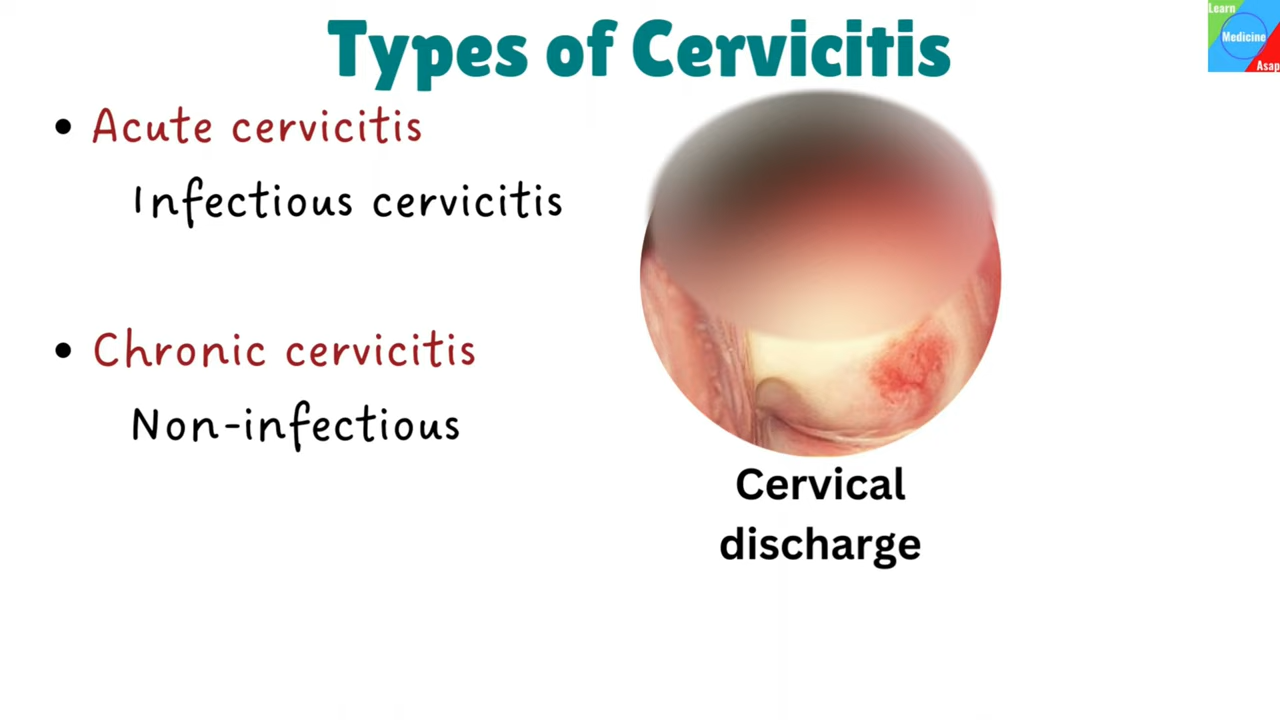 Types of Cervicitis
Learn
Medicine
Asap
• Acute cervicitis
Infectious cervicitis
• Chronic cervicitis
Non-infectious
Cervical
discharge